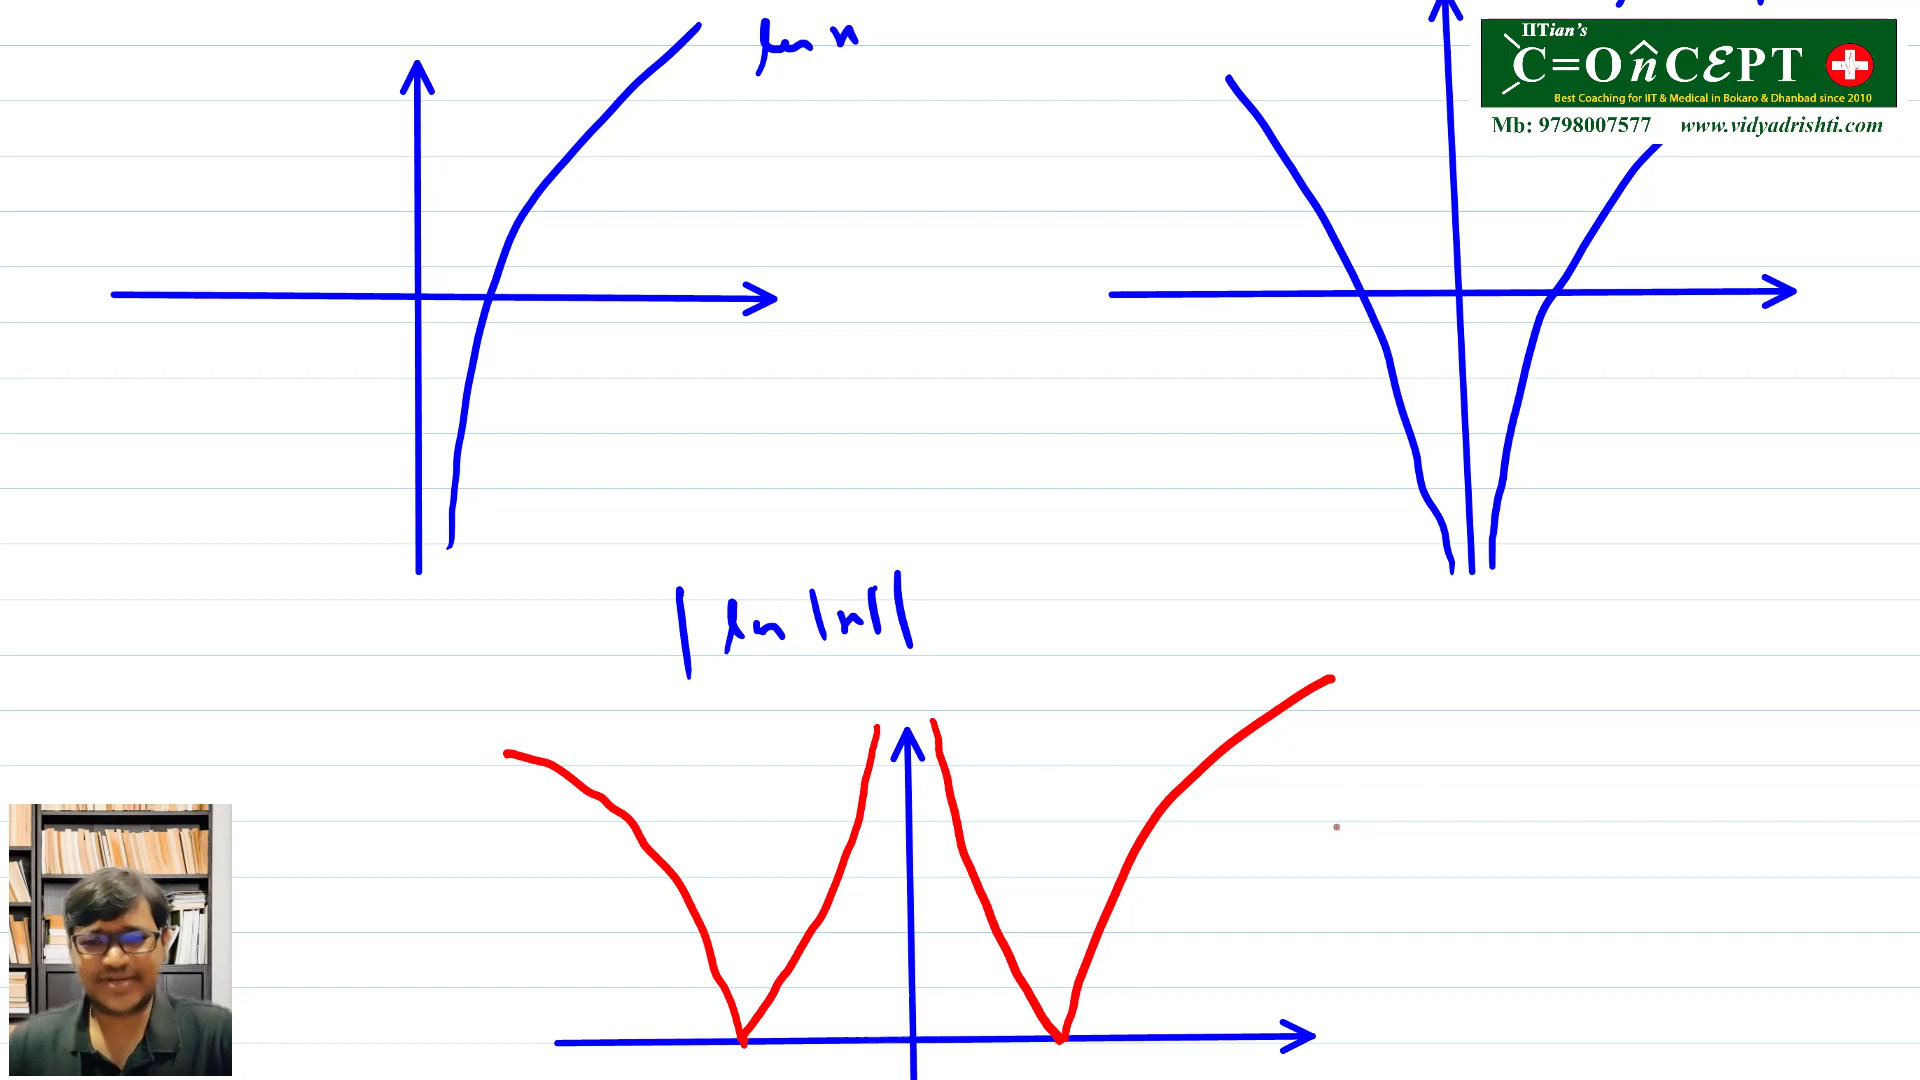 ln x
IITian's
C=OnCEPT
Best Coaching for IIT & Medical in Bokaro & Dhanbad since 2010
Mb: 9798007577 www.vidyadrishti.com
| ln |x| |